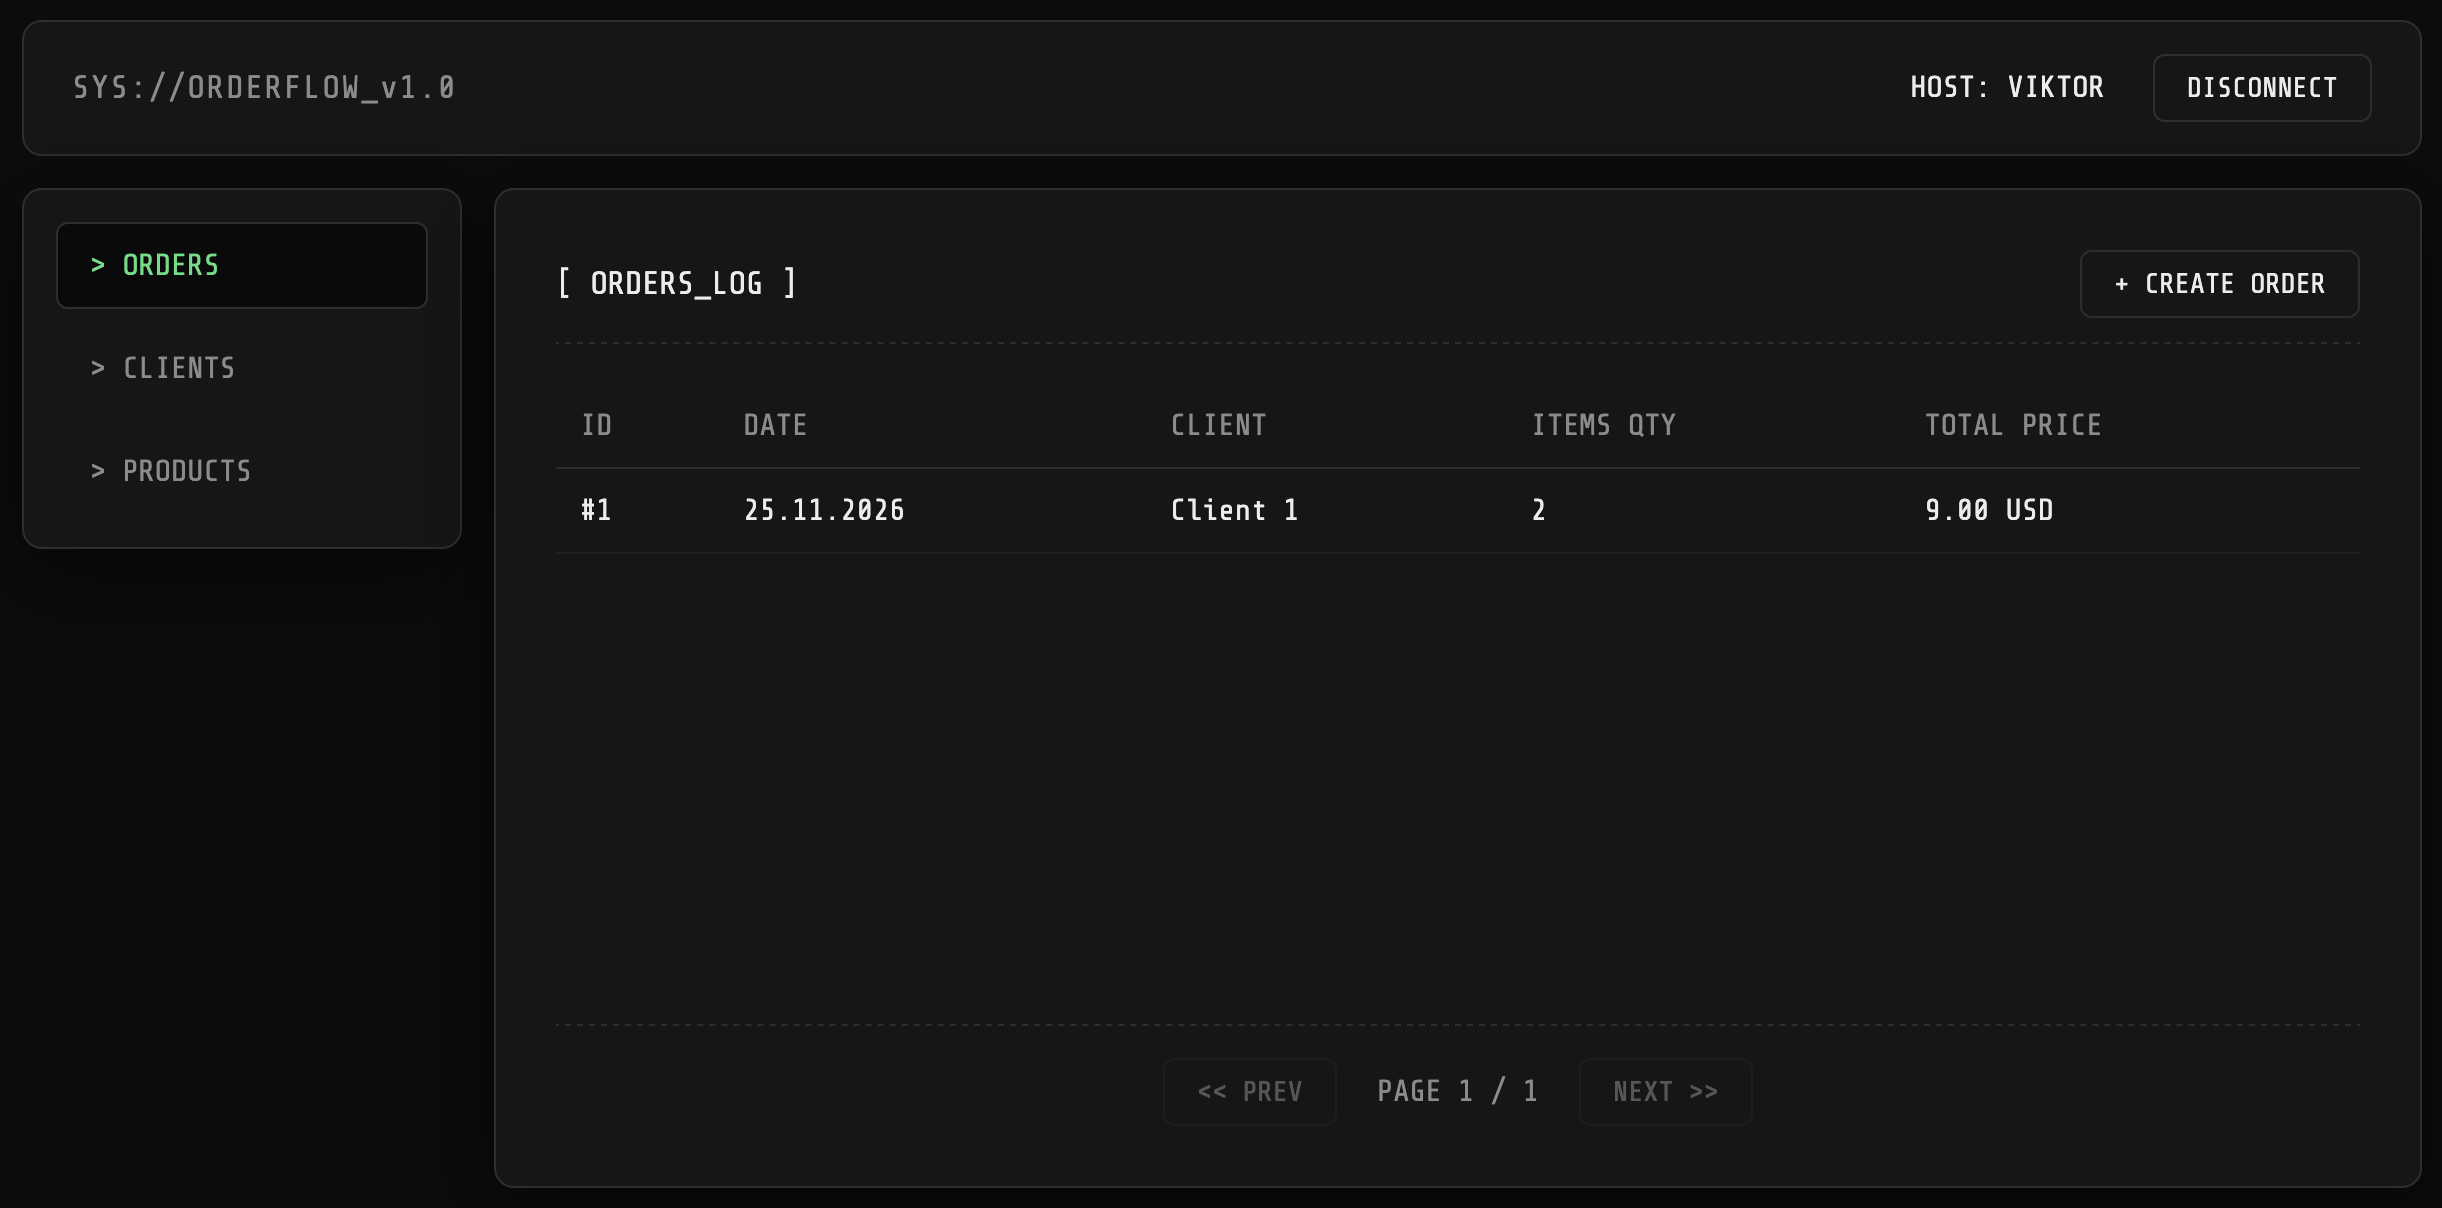 SYS://ORDERFLOW_v1.0
HOST: VIKTOR
DISCONNECT
> ORDERS
> CLIENTS
> PRODUCTS
[ ORDERS_LOG ]
+ CREATE ORDER
ID DATE CLIENT ITEMS QTY TOTAL PRICE
#1 25.11.2026 Client 1 2 9.00 USD
<< PREV PAGE 1 / 1 NEXT >>